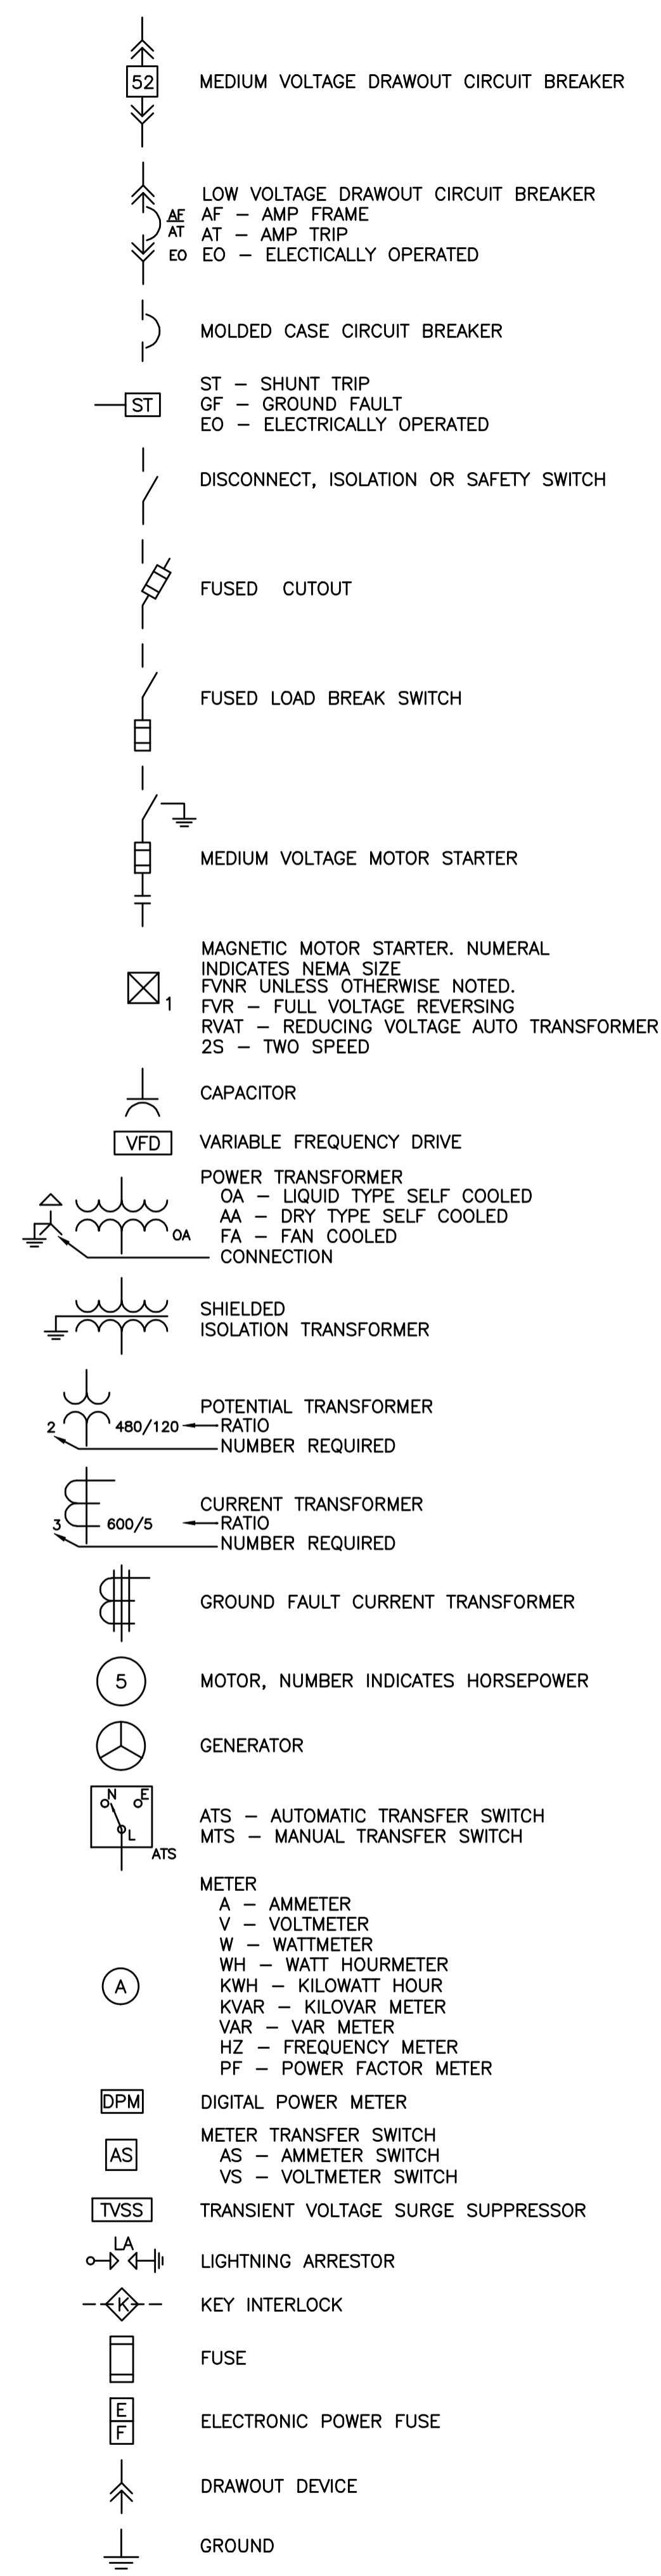 52 MEDIUM VOLTAGE DRAWOUT CIRCUIT BREAKER
LOW VOLTAGE DRAWOUT CIRCUIT BREAKER
AF AF – AMP FRAME
AT AT – AMP TRIP
EO EO – ELECTICALLY OPERATED
MOLDED CASE CIRCUIT BREAKER
ST – SHUNT TRIP
ST GF – GROUND FAULT
EO – ELECTRICALLY OPERATED
DISCONNECT, ISOLATION OR SAFETY SWITCH
FUSED CUTOUT
FUSED LOAD BREAK SWITCH
MEDIUM VOLTAGE MOTOR STARTER
MAGNETIC MOTOR STARTER. NUMERAL
INDICATES NEMA SIZE
FVNR UNLESS OTHERWISE NOTED.
1 FVR – FULL VOLTAGE REVERSING
RVAT – REDUCING VOLTAGE AUTO TRANSFORMER
2S – TWO SPEED
CAPACITOR
VFD VARIABLE FREQUENCY DRIVE
POWER TRANSFORMER
OA – LIQUID TYPE SELF COOLED
AA – DRY TYPE SELF COOLED
OA FA – FAN COOLED
CONNECTION
SHIELDED
ISOLATION TRANSFORMER
POTENTIAL TRANSFORMER
2 480/120 RATIO
NUMBER REQUIRED
CURRENT TRANSFORMER
3 600/5 RATIO
NUMBER REQUIRED
GROUND FAULT CURRENT TRANSFORMER
5 MOTOR, NUMBER INDICATES HORSEPOWER
GENERATOR
N E
ATS – AUTOMATIC TRANSFER SWITCH
L MTS – MANUAL TRANSFER SWITCH
ATS
METER
A – AMMETER
V – VOLTMETER
W – WATTMETER
WH – WATT HOURMETER
A KWH – KILOWATT HOUR
KVAR – KILOVAR METER
VAR – VAR METER
HZ – FREQUENCY METER
PF – POWER FACTOR METER
DPM DIGITAL POWER METER
METER TRANSFER SWITCH
AS AS – AMMETER SWITCH
VS – VOLTMETER SWITCH
TVSS TRANSIENT VOLTAGE SURGE SUPPRESSOR
LA
LIGHTNING ARRESTOR
K KEY INTERLOCK
FUSE
E
F ELECTRONIC POWER FUSE
DRAWOUT DEVICE
GROUND